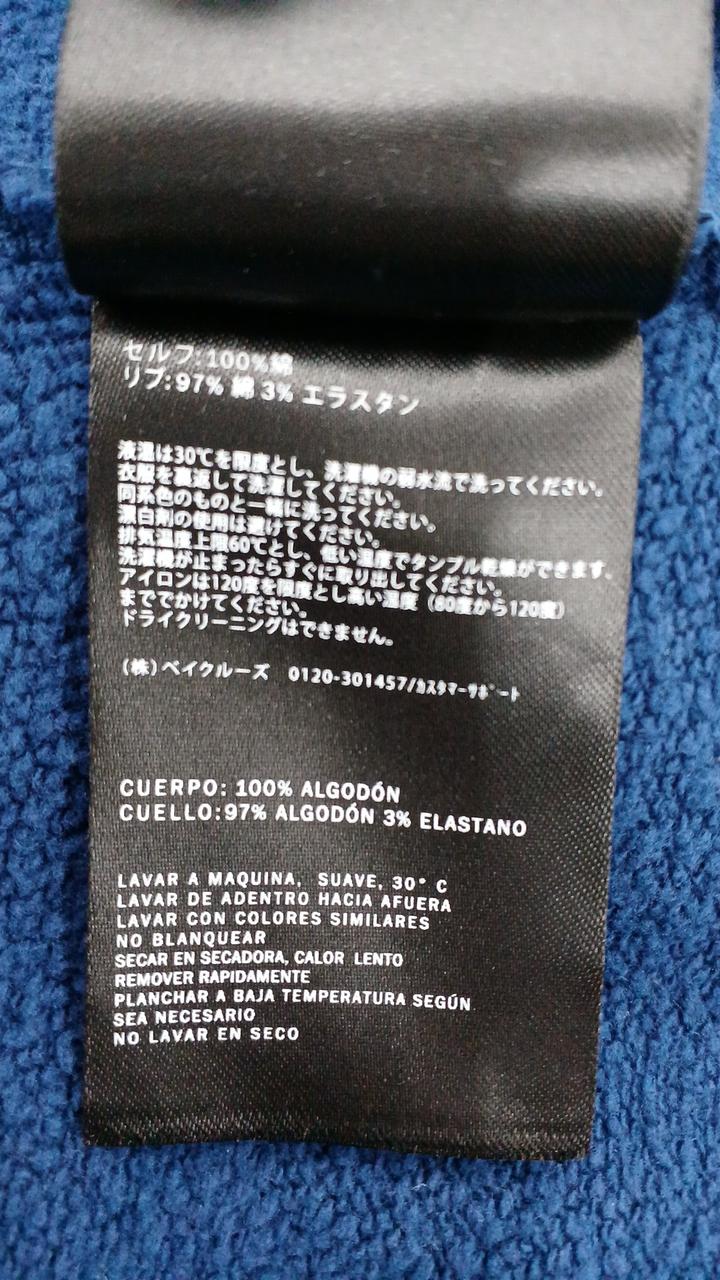 セルフ:100%綿
リブ:97% 綿 3% エラスタン
液温は30℃を限度とし、洗濯機の弱水流で洗ってください。
衣服を裏返して洗濯してください。
同系色のものと一緒に洗ってください。
漂白剤の使用は避けてください。
排気温度上限60℃とし、低い温度でタンブル乾燥ができます。
洗濯機が止まったらすぐに取り出してください。
アイロンは120度を限度とし高い温度（80度から120度）
まででかけてください。
ドライクリーニングはできません。
(株)ベイクルーズ 0120-301457/ｶｽﾀﾏｰｻﾎﾟｰﾄ
CUERPO: 100% ALGODÓN
CUELLO:97% ALGODÓN 3% ELASTANO
LAVAR A MAQUINA, SUAVE, 30° C
LAVAR DE ADENTRO HACIA AFUERA
LAVAR CON COLORES SIMILARES
NO BLANQUEAR
SECAR EN SECADORA, CALOR LENTO
REMOVER RAPIDAMENTE
PLANCHAR A BAJA TEMPERATURA SEGÚN
SEA NECESARIO
NO LAVAR EN SECO